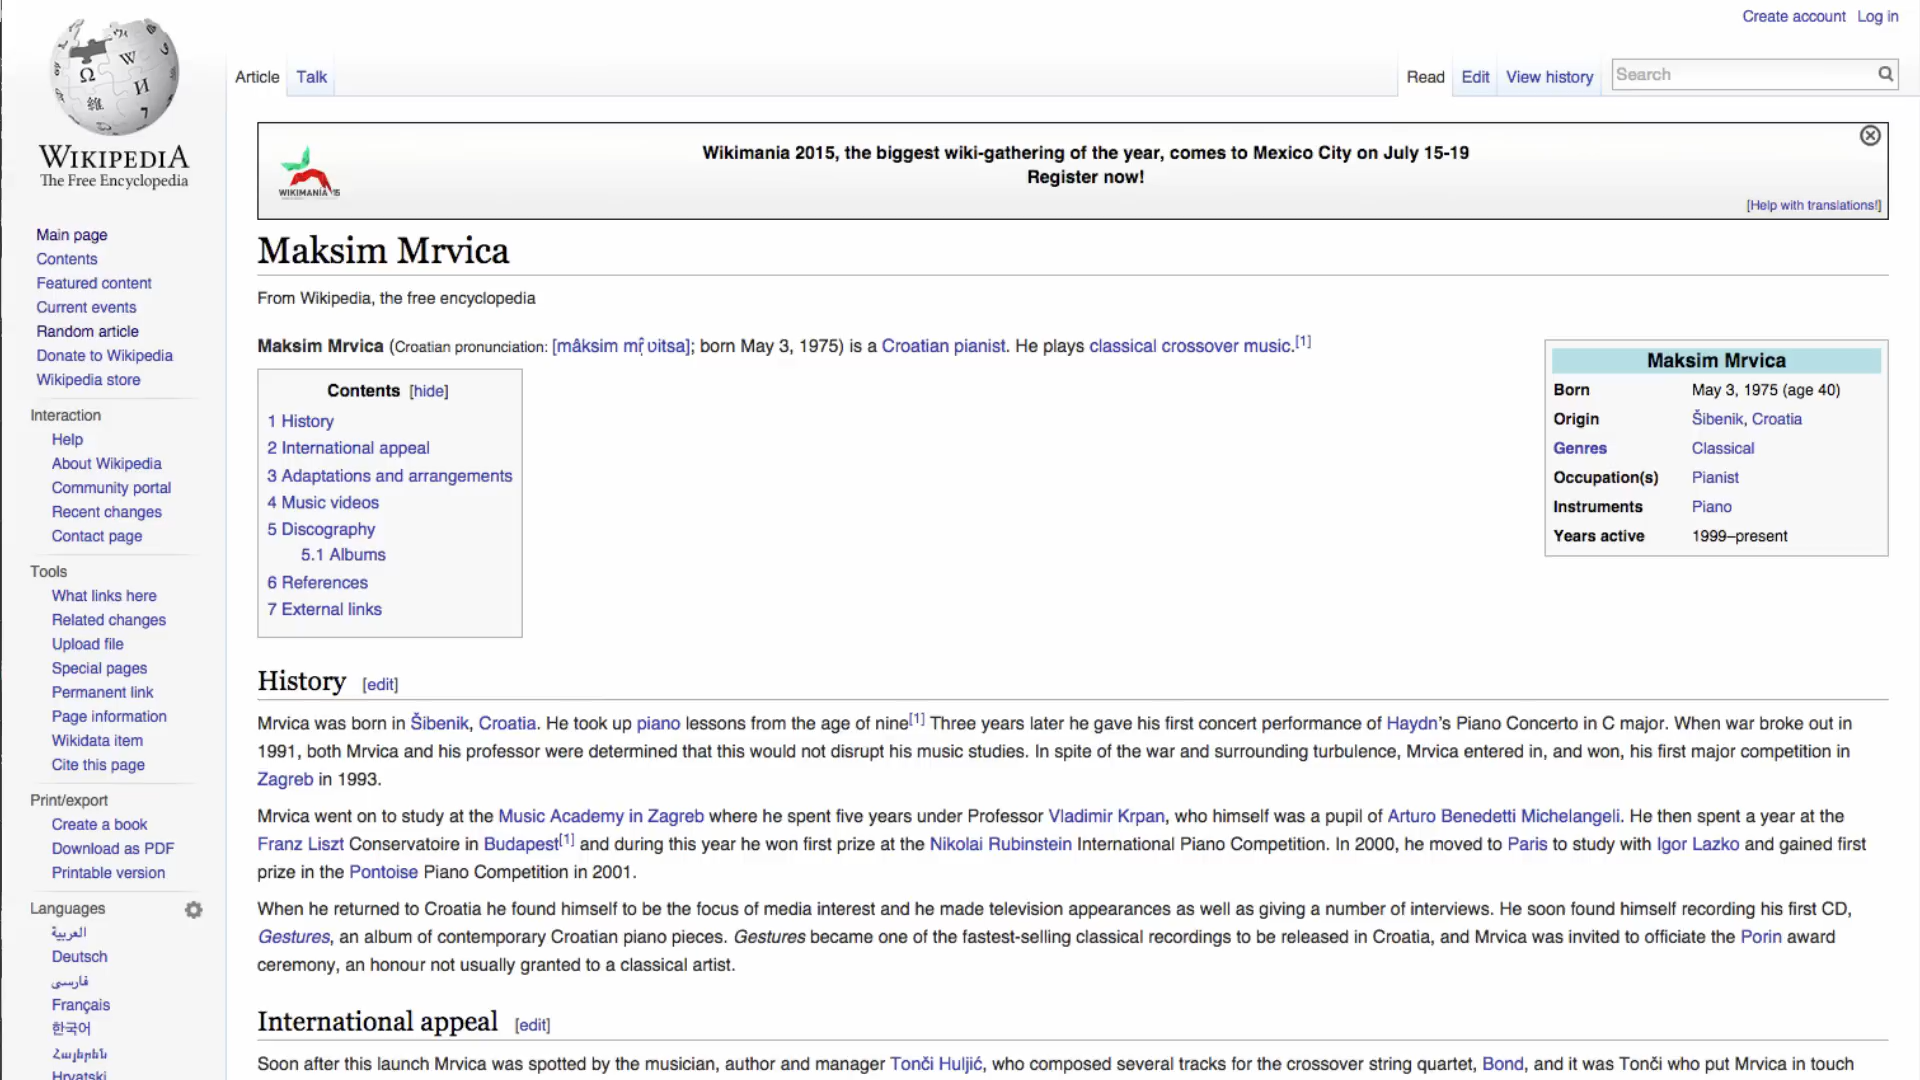 Create account Log in
Article Talk
Read Edit View history Search
WIKIPEDIA
The Free Encyclopedia
Wikimania 2015, the biggest wiki-gathering of the year, comes to Mexico City on July 15-19
Register now!
[Help with translations!]
WIKIMANIA 15
Main page
Contents
Featured content
Current events
Random article
Donate to Wikipedia
Wikipedia store
Interaction
Help
About Wikipedia
Community portal
Recent changes
Contact page
Tools
What links here
Related changes
Upload file
Special pages
Permanent link
Page information
Wikidata item
Cite this page
Print/export
Create a book
Download as PDF
Printable version
Languages
العربية
Deutsch
فارسی
Français
한국어
Հայերեն
Hrvatski
Maksim Mrvica
From Wikipedia, the free encyclopedia
Maksim Mrvica (Croatian pronunciation: [mâksim mř̩ʋitsa]; born May 3, 1975) is a Croatian pianist. He plays classical crossover music.[1]
Contents [hide]
1 History
2 International appeal
3 Adaptations and arrangements
4 Music videos
5 Discography
5.1 Albums
6 References
7 External links
Maksim Mrvica
Born May 3, 1975 (age 40)
Origin Šibenik, Croatia
Genres Classical
Occupation(s) Pianist
Instruments Piano
Years active 1999–present
History [edit]
Mrvica was born in Šibenik, Croatia. He took up piano lessons from the age of nine[1] Three years later he gave his first concert performance of Haydn's Piano Concerto in C major. When war broke out in
1991, both Mrvica and his professor were determined that this would not disrupt his music studies. In spite of the war and surrounding turbulence, Mrvica entered in, and won, his first major competition in
Zagreb in 1993.
Mrvica went on to study at the Music Academy in Zagreb where he spent five years under Professor Vladimir Krpan, who himself was a pupil of Arturo Benedetti Michelangeli. He then spent a year at the
Franz Liszt Conservatoire in Budapest[1] and during this year he won first prize at the Nikolai Rubinstein International Piano Competition. In 2000, he moved to Paris to study with Igor Lazko and gained first
prize in the Pontoise Piano Competition in 2001.
When he returned to Croatia he found himself to be the focus of media interest and he made television appearances as well as giving a number of interviews. He soon found himself recording his first CD,
Gestures, an album of contemporary Croatian piano pieces. Gestures became one of the fastest-selling classical recordings to be released in Croatia, and Mrvica was invited to officiate the Porin award
ceremony, an honour not usually granted to a classical artist.
International appeal [edit]
Soon after this launch Mrvica was spotted by the musician, author and manager Tonči Huljić, who composed several tracks for the crossover string quartet, Bond, and it was Tonči who put Mrvica in touch